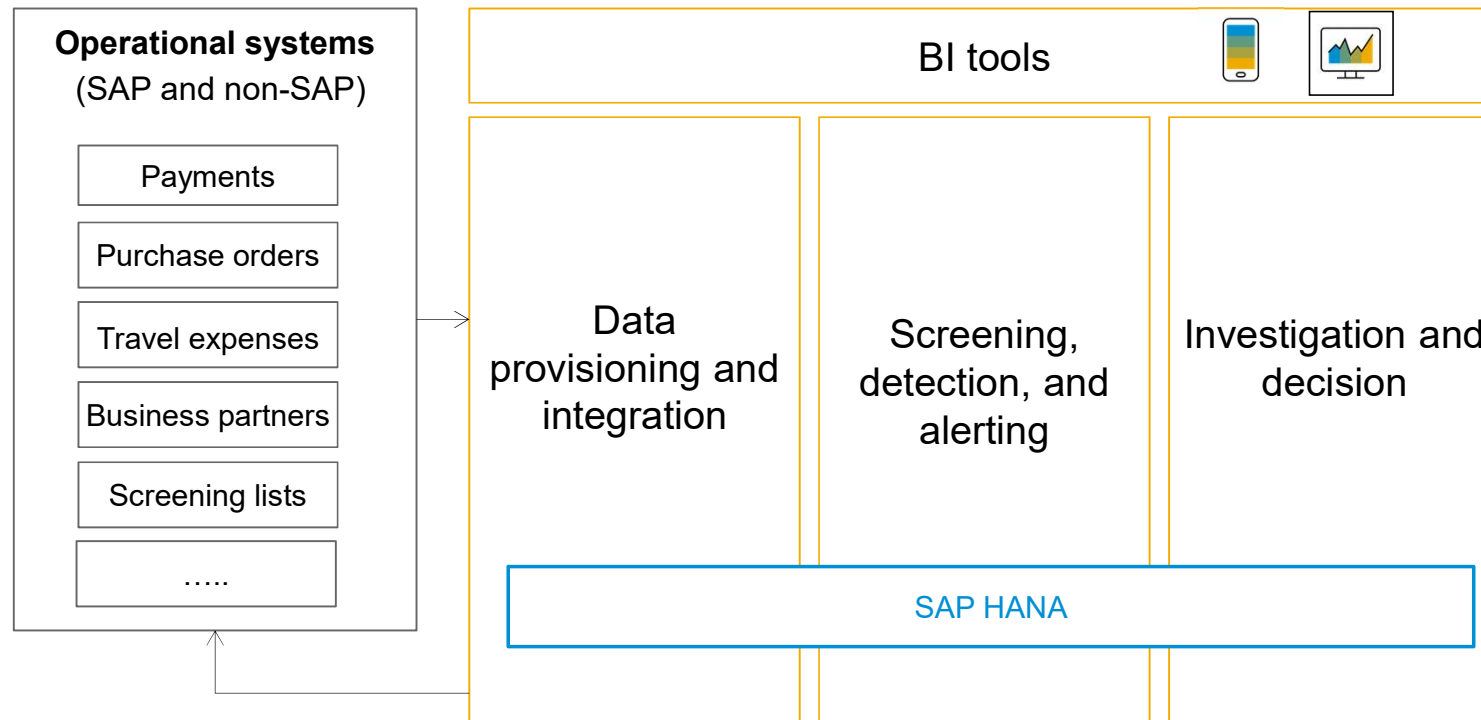 Operational systems
(SAP and non-SAP)
Payments
Purchase orders
Travel expenses
Business partners
Screening lists
…..
BI tools
Data
provisioning and
integration
Screening,
detection, and
alerting
Investigation and
decision
SAP HANA